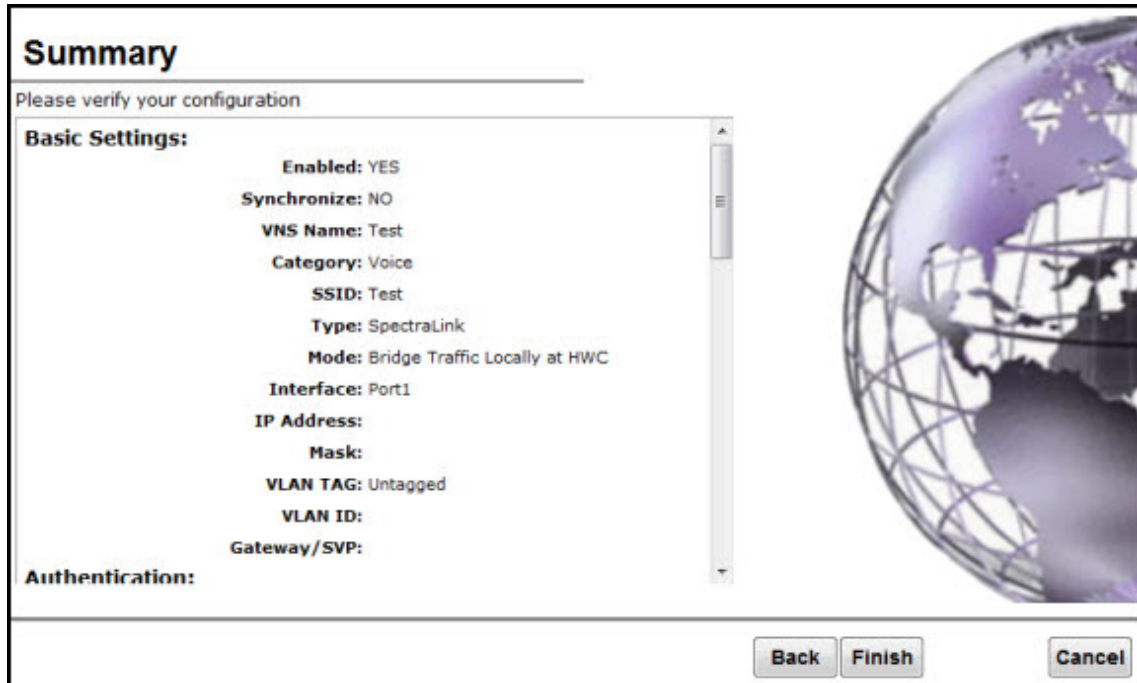 Summary
Please verify your configuration
Basic Settings:
Enabled: YES
Synchronize: NO
VNS Name: Test
Category: Voice
SSID: Test
Type: SpectraLink
Mode: Bridge Traffic Locally at HWC
Interface: Port1
IP Address:
Mask:
VLAN TAG: Untagged
VLAN ID:
Gateway/SVP:
Authentication:
Back Finish Cancel